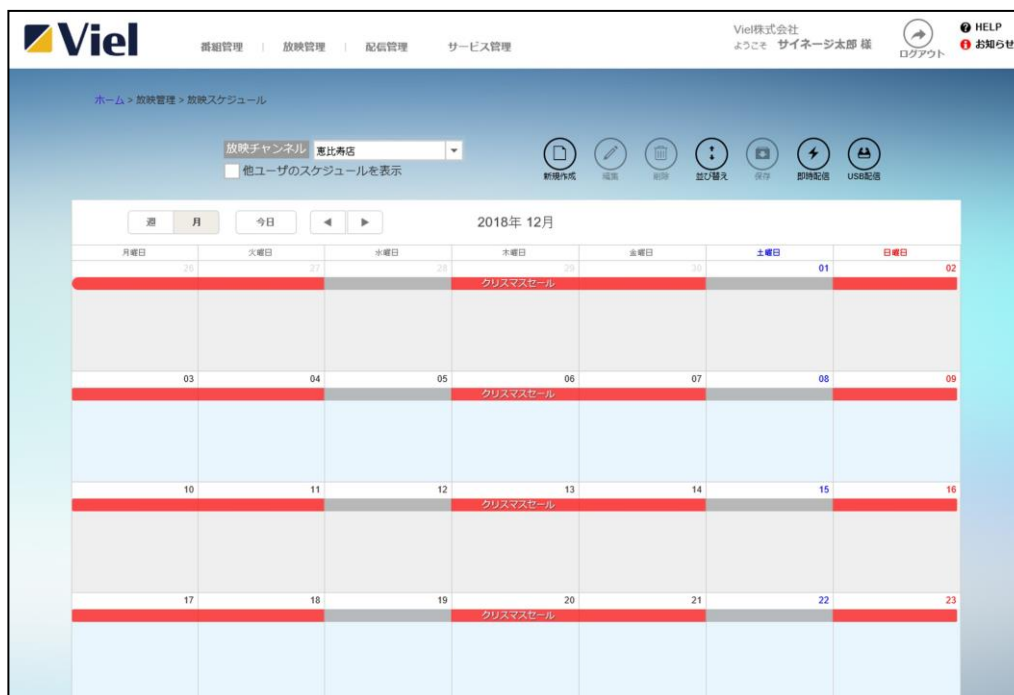 Viel
番組管理 | 放映管理 | 配信管理 サービス管理
Viel株式会社
ようこそ サイネージ太郎 様
ログアウト
HELP
お知らせ
ホーム > 放映管理 > 放映スケジュール
放映チャンネル 恵比寿店
他ユーザのスケジュールを表示
新規作成 編集 削除 並び替え 保存 即時配信 USB配信
週 月 今日 2018年 12月
月曜日 火曜日 水曜日 木曜日 金曜日 土曜日 日曜日
26 27 28 29 30 01 02
クリスマスセール
03 04 05 06 07 08 09
クリスマスセール
10 11 12 13 14 15 16
クリスマスセール
17 18 19 20 21 22 23
クリスマスセール